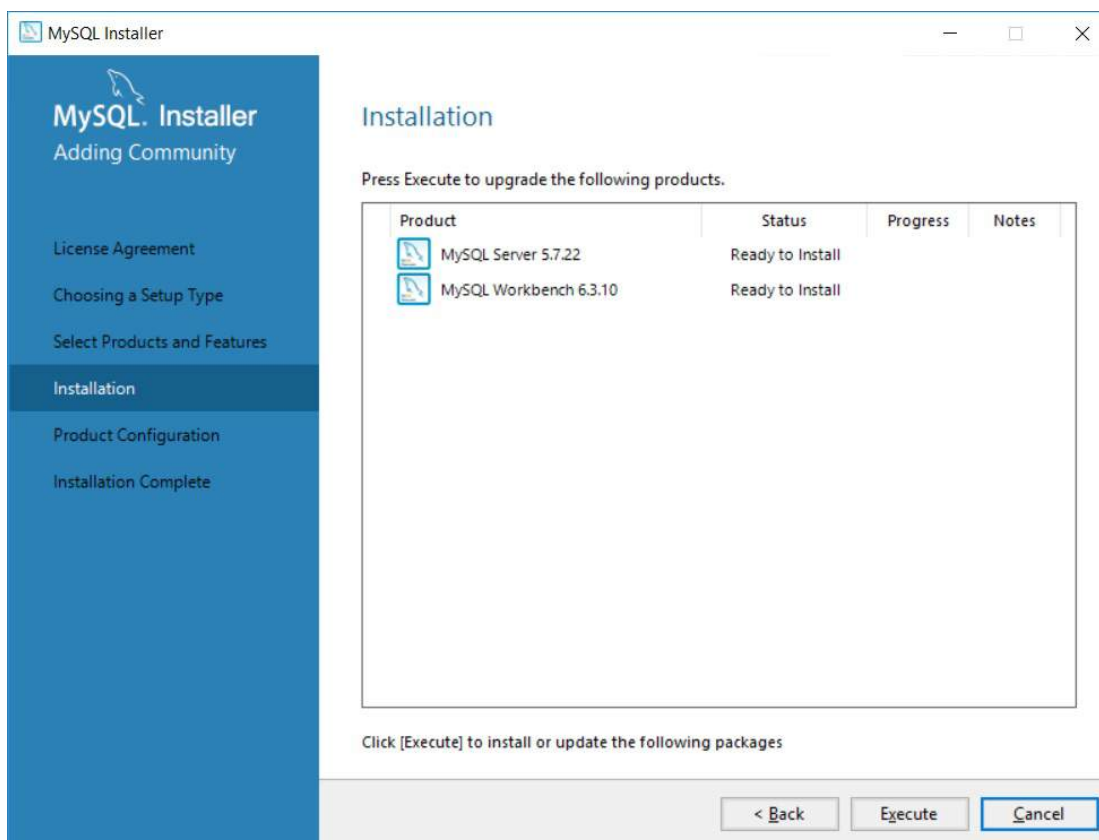 MySQL Installer
MySQL. Installer
Adding Community
License Agreement
Choosing a Setup Type
Select Products and Features
Installation
Product Configuration
Installation Complete
Installation
Press Execute to upgrade the following products.
Product Status Progress Notes
MySQL Server 5.7.22 Ready to Install
MySQL Workbench 6.3.10 Ready to Install
Click [Execute] to install or update the following packages
< Back Execute Cancel